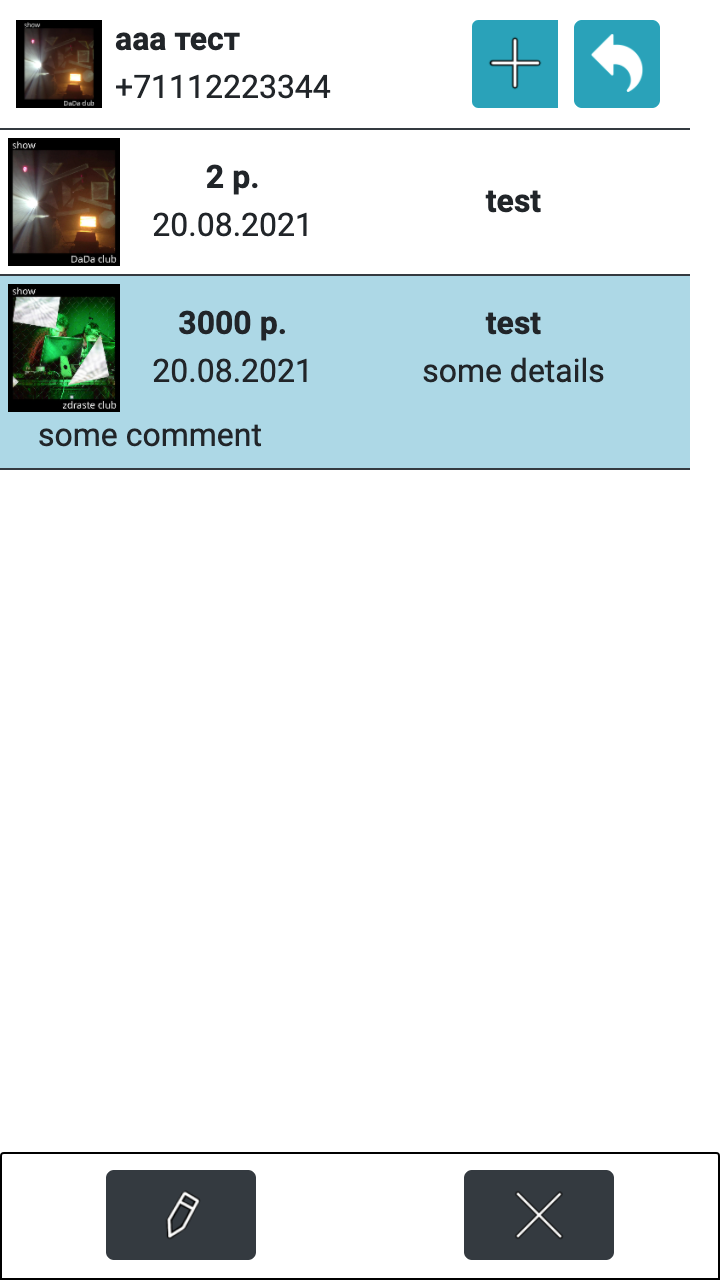 show
DaDa club
ааа тест
+71112223344
show
DaDa club
2 р.
20.08.2021
test
show
zdraste club
3000 р.
20.08.2021
test
some details
some comment